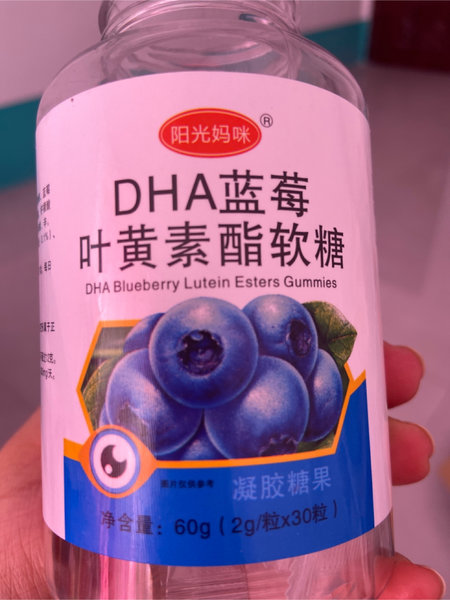 阳光妈咪®
DHA蓝莓
叶黄素酯软糖
DHA Blueberry Lutein Esters Gummies
图片仅供参考
凝胶糖果
净含量：60g（2g/粒x30粒）